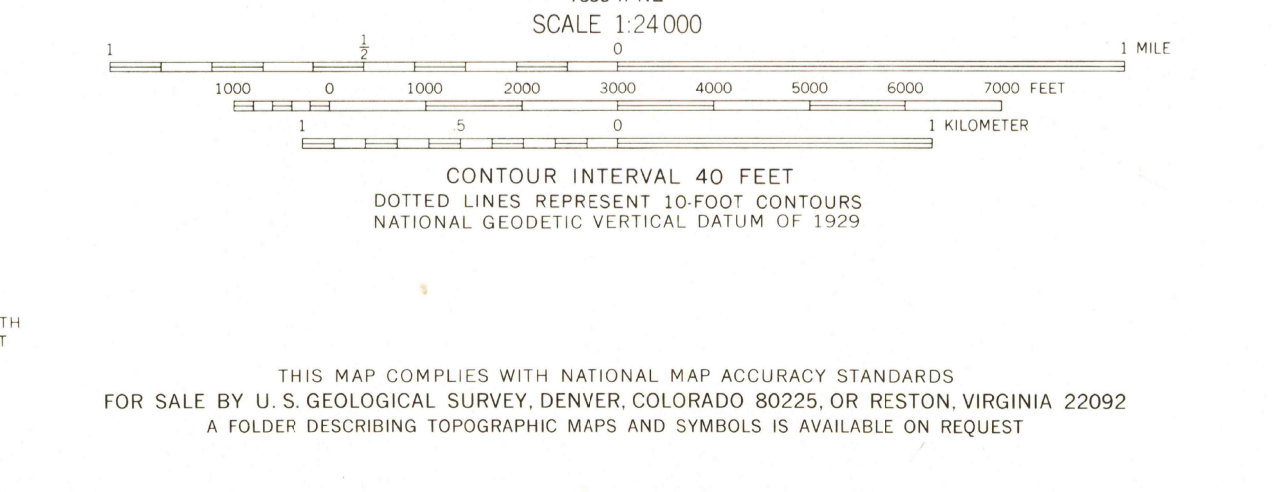 SCALE 1:24 000
1 ½ 0 1 MILE
1000 0 1000 2000 3000 4000 5000 6000 7000 FEET
1 .5 0 1 KILOMETER
CONTOUR INTERVAL 40 FEET
DOTTED LINES REPRESENT 10-FOOT CONTOURS
NATIONAL GEODETIC VERTICAL DATUM OF 1929
TH
T
THIS MAP COMPLIES WITH NATIONAL MAP ACCURACY STANDARDS
FOR SALE BY U. S. GEOLOGICAL SURVEY, DENVER, COLORADO 80225, OR RESTON, VIRGINIA 22092
A FOLDER DESCRIBING TOPOGRAPHIC MAPS AND SYMBOLS IS AVAILABLE ON REQUEST